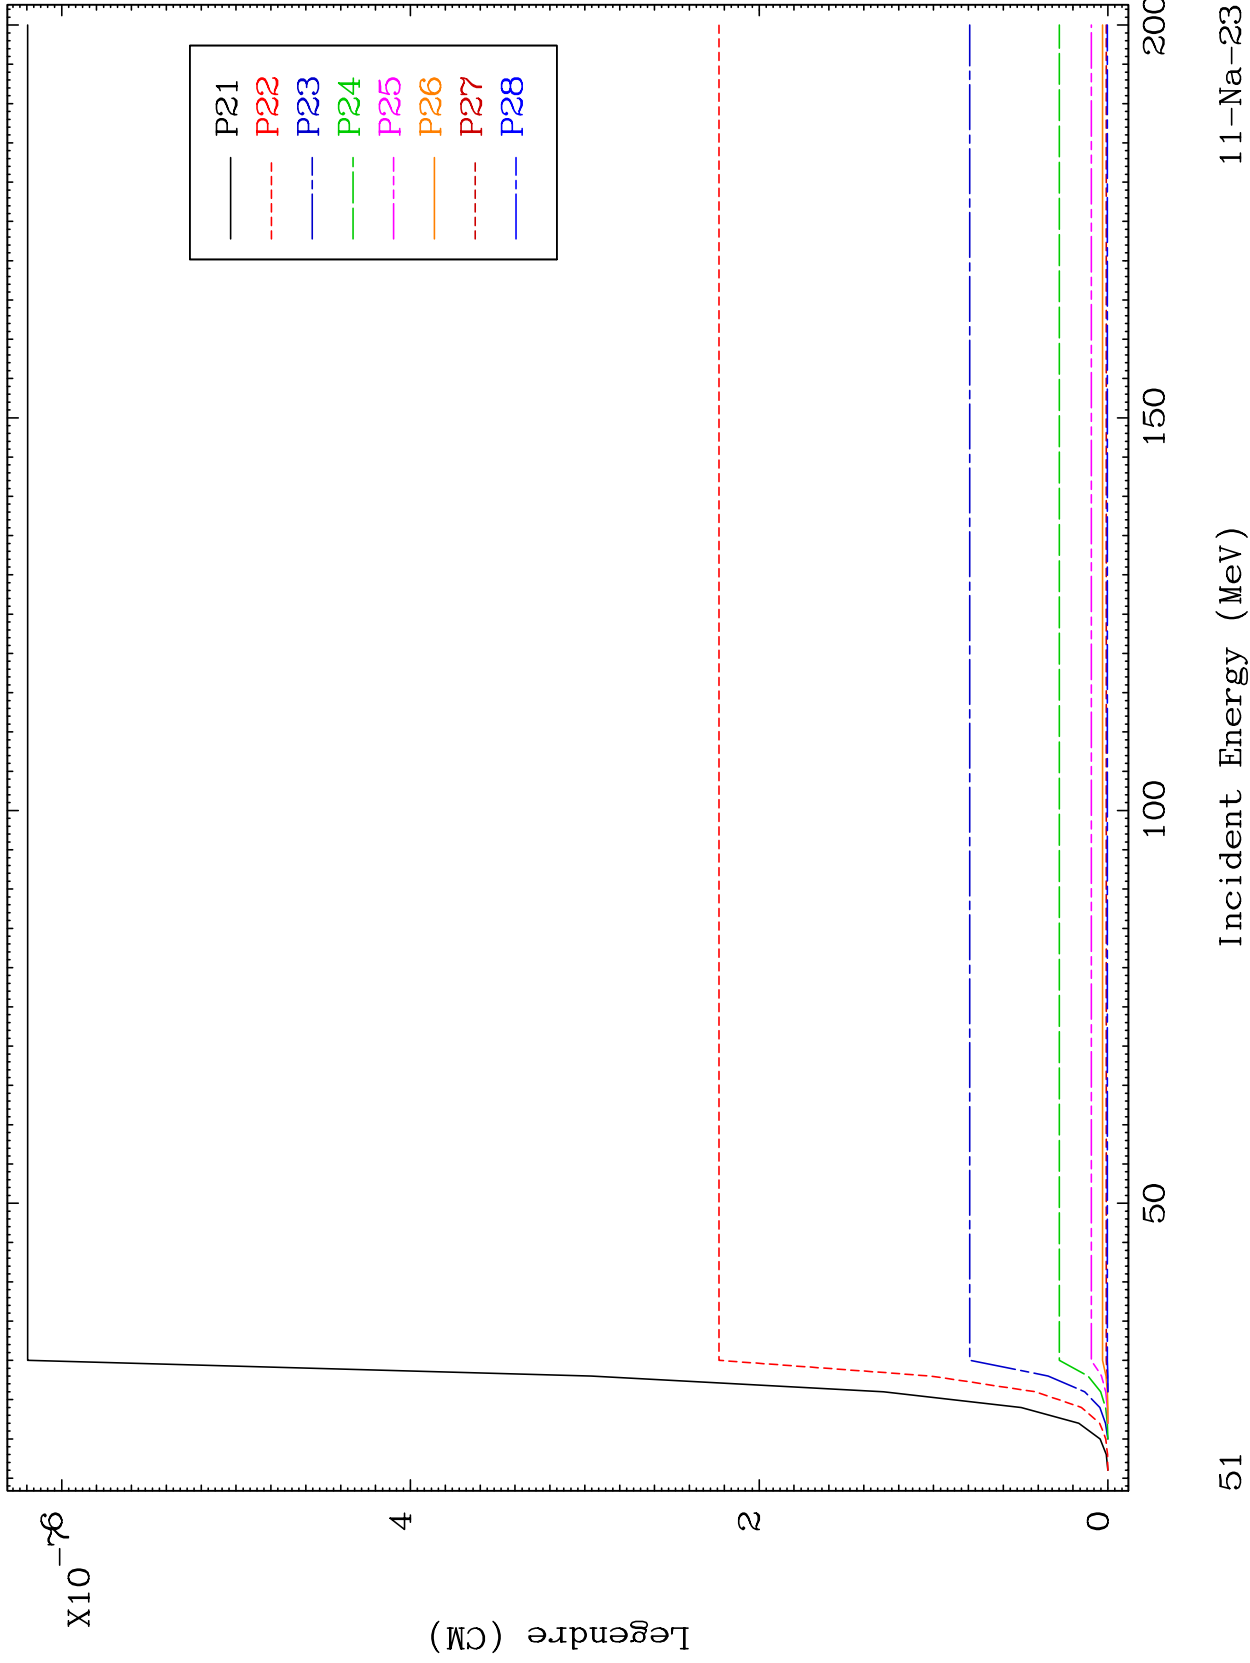 X10⁻⁷
6
4
2
0
Legendre (CM)
P21
P22
P23
P24
P25
P26
P27
P28
50
100
150
200
51
Incident Energy (MeV)
11-Na-23